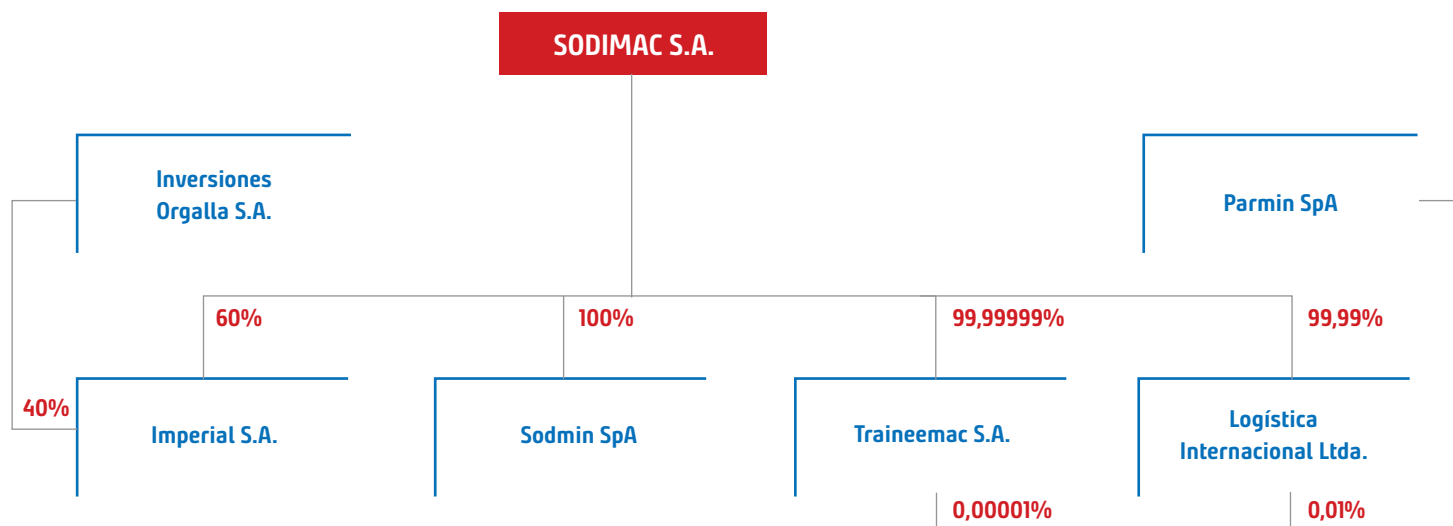 SODIMAC S.A.
Inversiones
Orgalla S.A.
Parmin SpA
60%
100%
99,99999%
99,99%
40%
Imperial S.A.
Sodmin SpA
Traineemac S.A.
Logística
Internacional Ltda.
0,00001%
0,01%